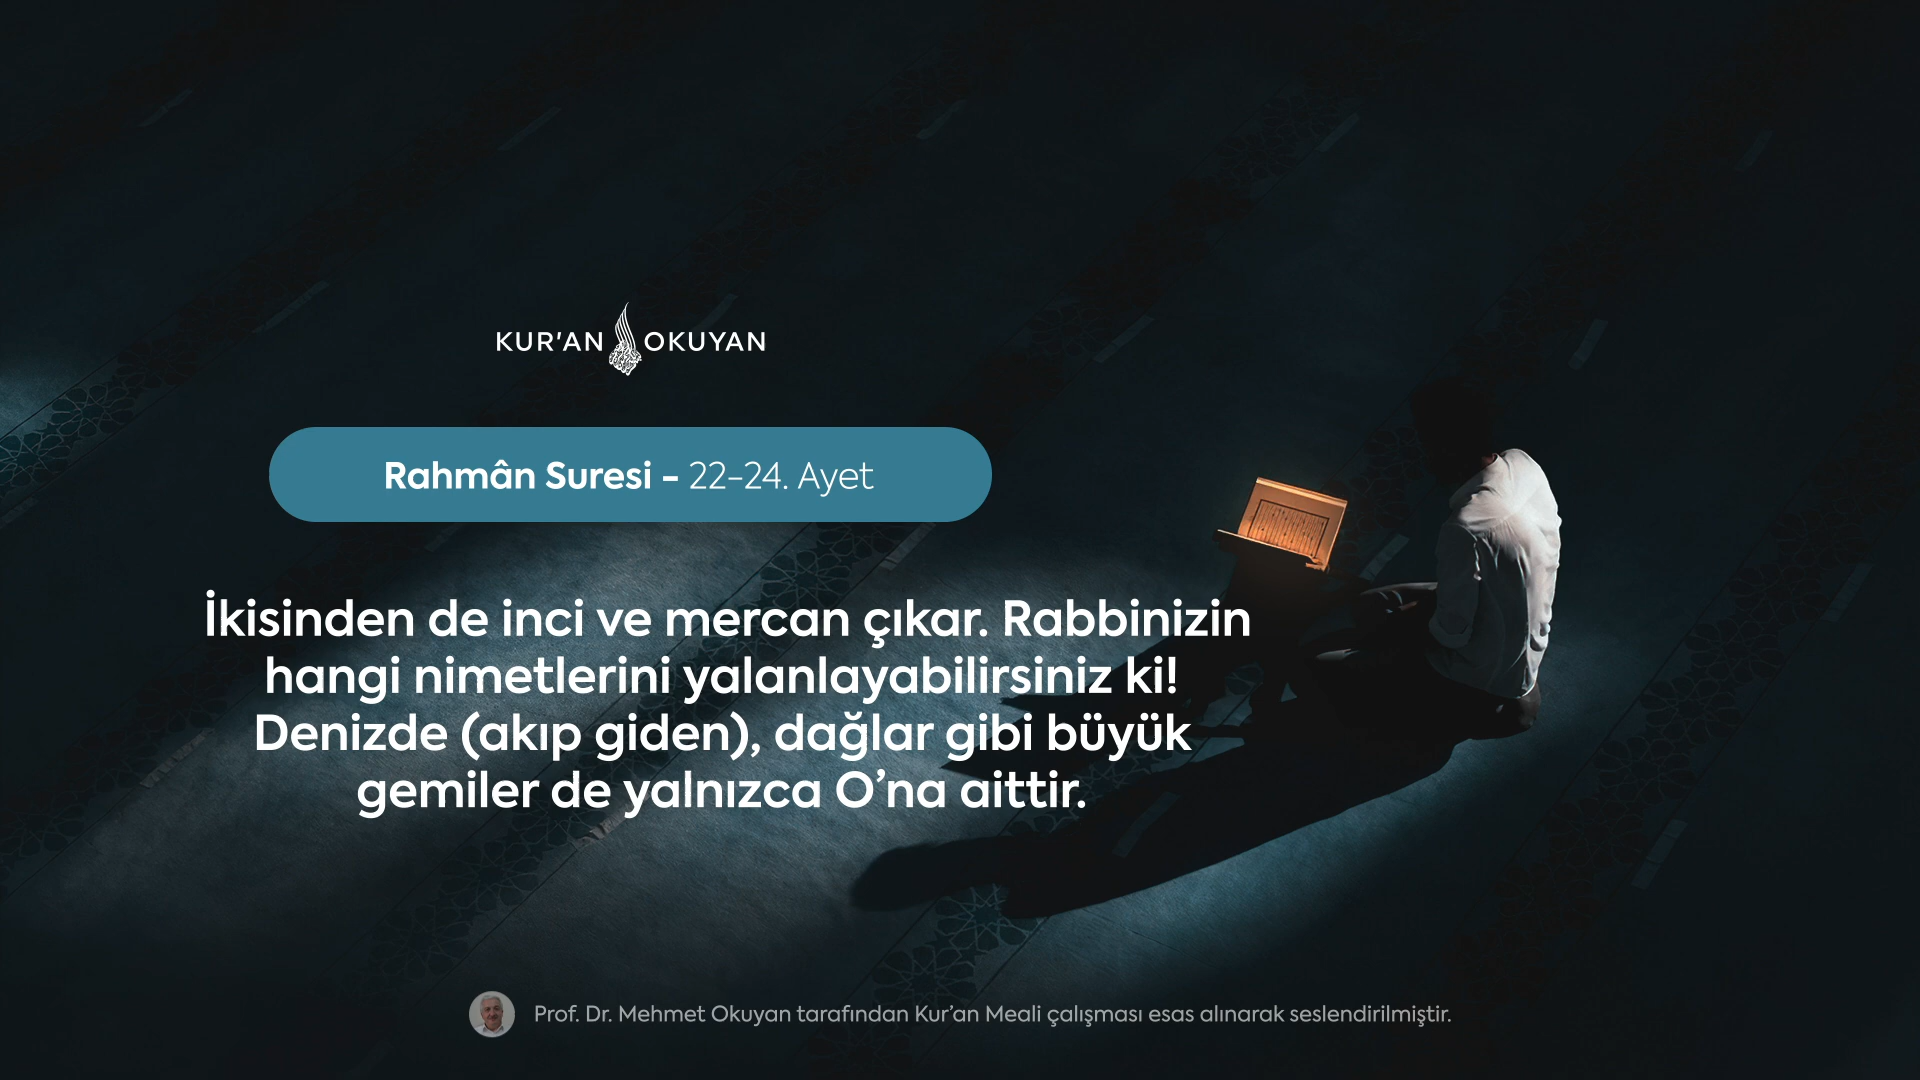 KUR'AN OKUYAN
Rahmân Suresi - 22-24. Ayet
İkisinden de inci ve mercan çıkar. Rabbinizin
hangi nimetlerini yalanlayabilirsiniz ki!
Denizde (akıp giden), dağlar gibi büyük
gemiler de yalnızca O’na aittir.
Prof. Dr. Mehmet Okuyan tarafından Kur’an Meali çalışması esas alınarak seslendirilmiştir.